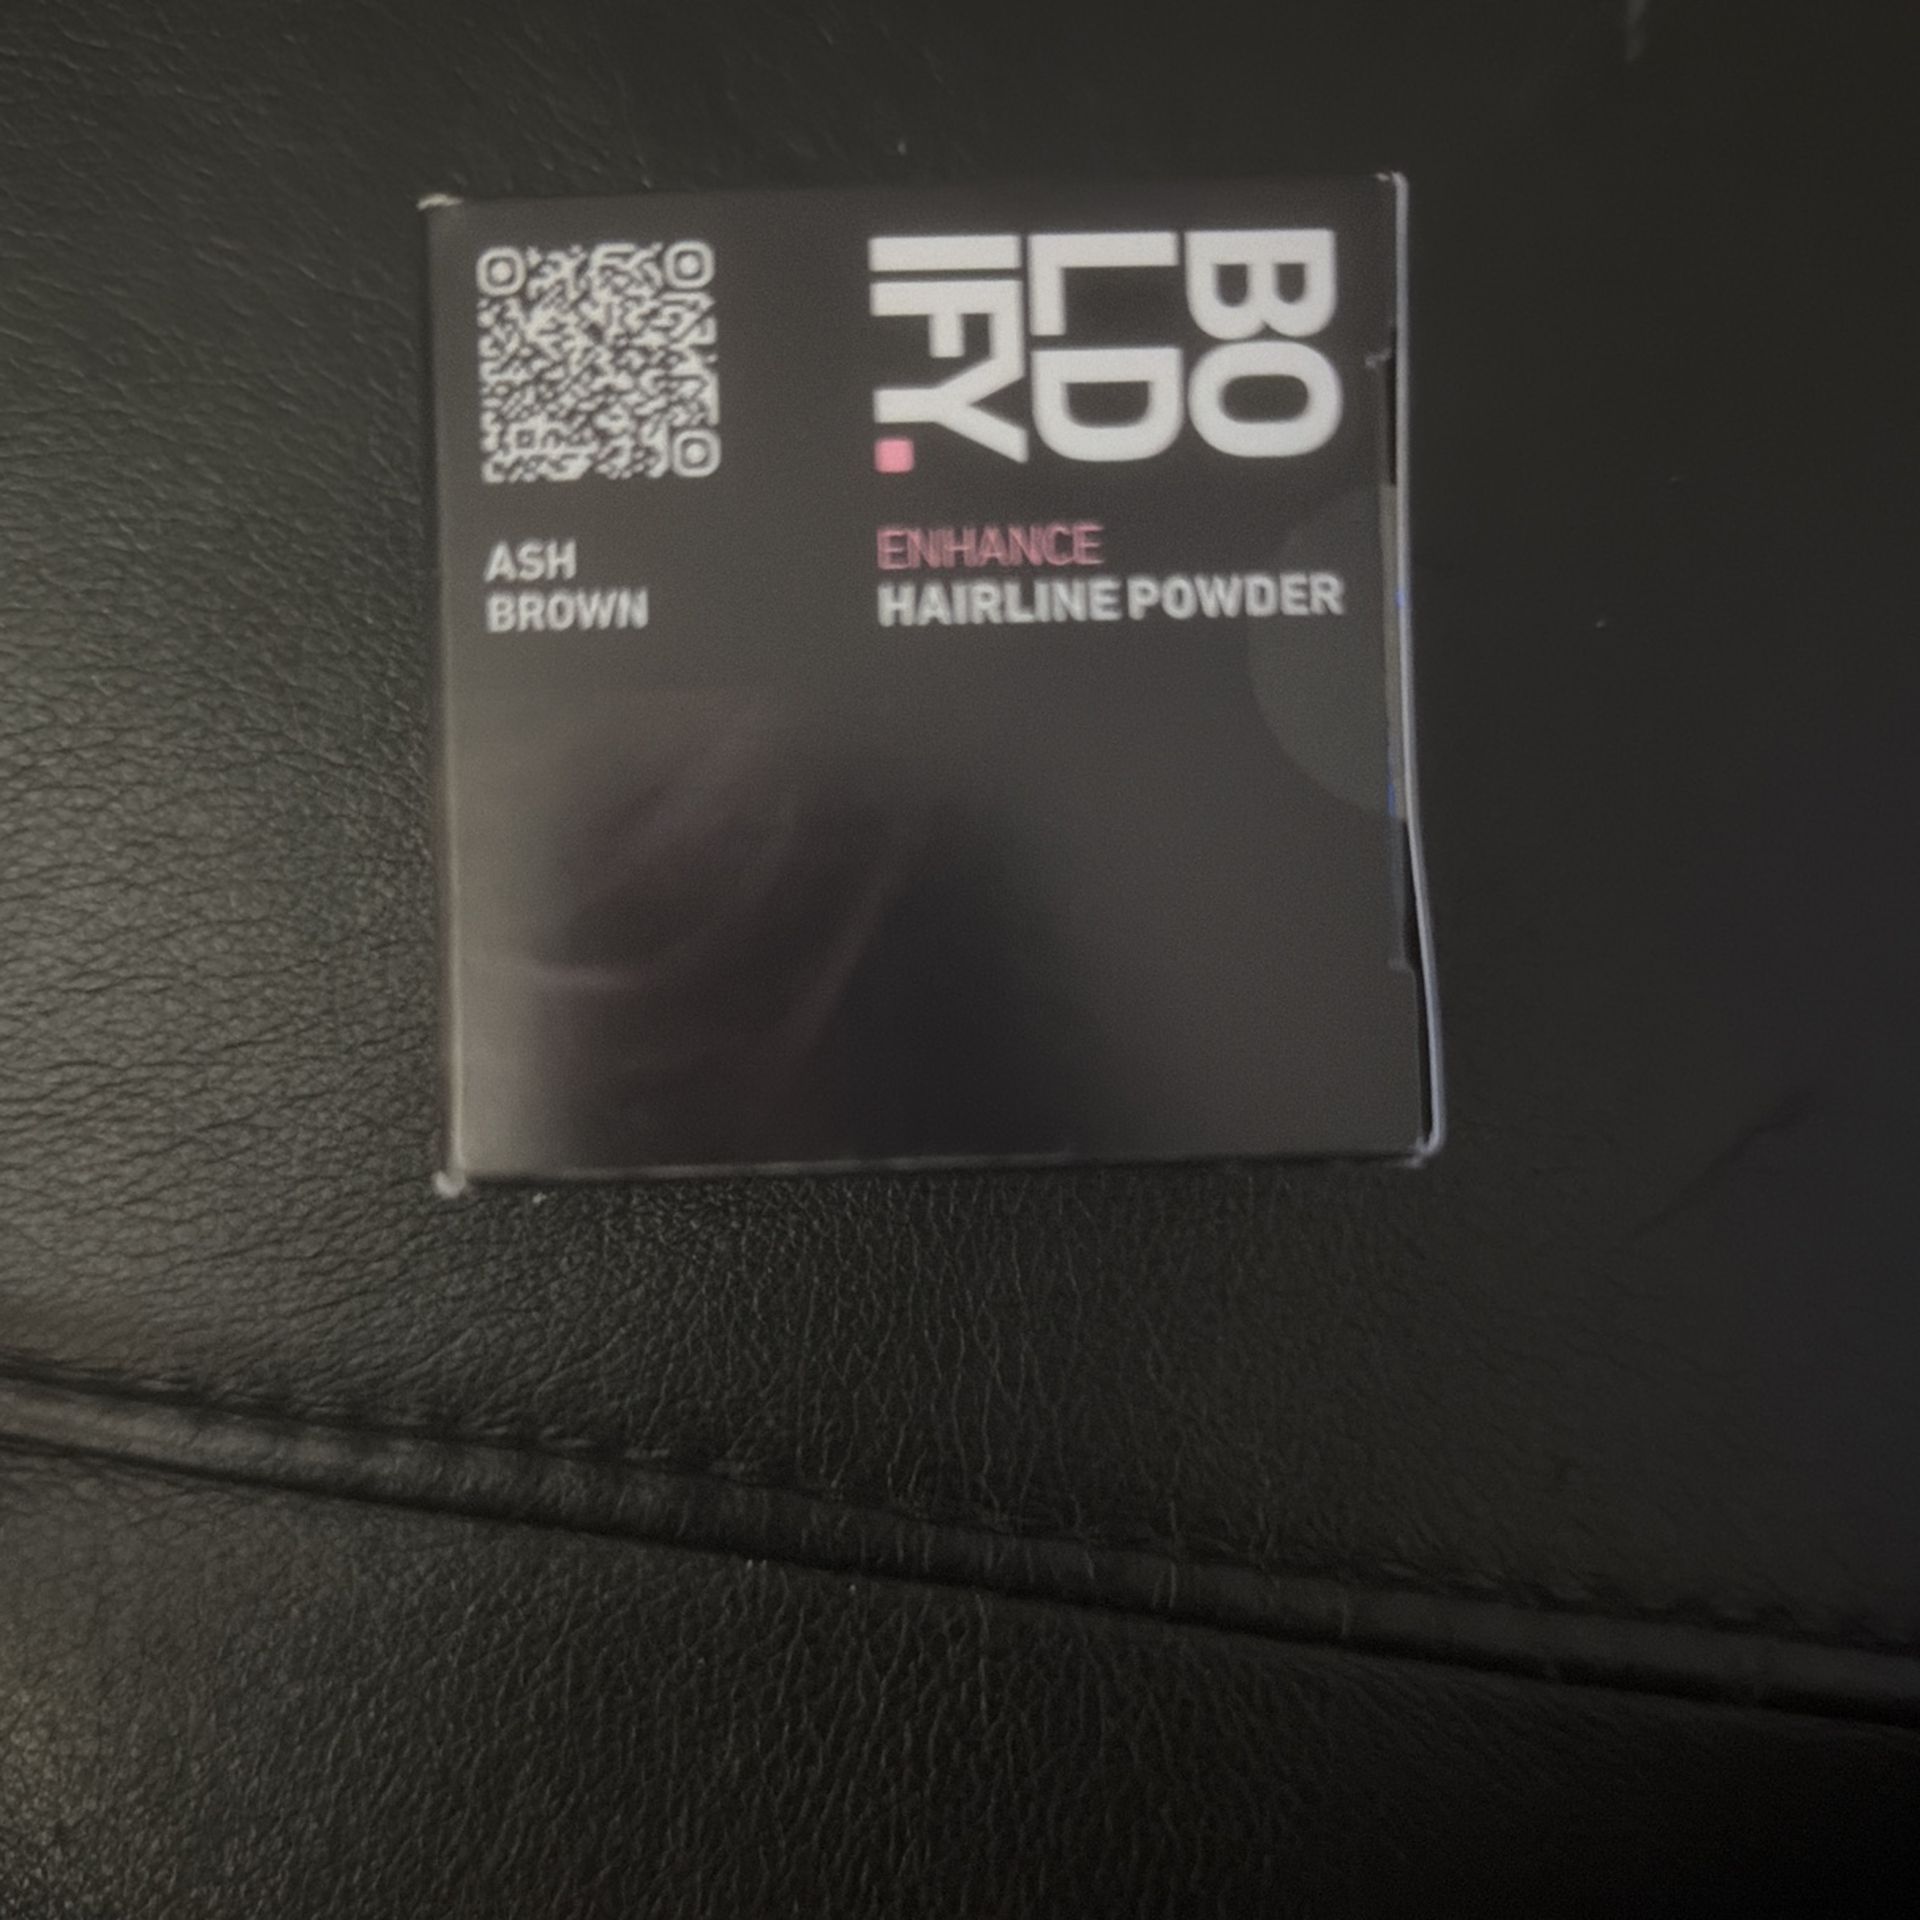 BO
LD
IFY.
ENHANCE
HAIRLINE POWDER
ASH
BROWN